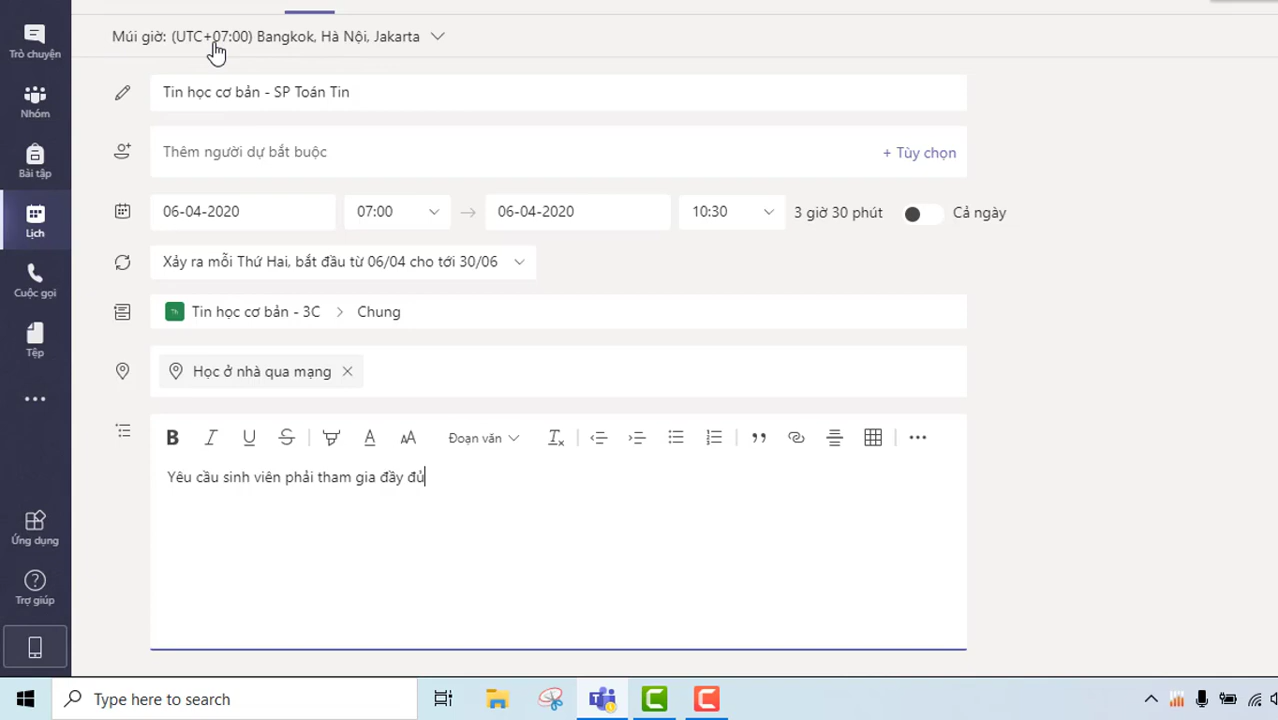 Múi giờ: (UTC+07:00) Bangkok, Hà Nội, Jakarta
Trò chuyện
Tin học cơ bản - SP Toán Tin
Nhóm
Thêm người dự bắt buộc
+ Tùy chọn
Bài tập
06-04-2020 07:00 → 06-04-2020 10:30 3 giờ 30 phút Cả ngày
Lịch
Xảy ra mỗi Thứ Hai, bắt đầu từ 06/04 cho tới 30/06
Cuộc gọi
Tin học cơ bản - 3C > Chung
Tệp
Học ở nhà qua mạng
B I U S A AA Đoạn văn
Yêu cầu sinh viên phải tham gia đầy đủ
Ứng dụng
Trợ giúp
Type here to search